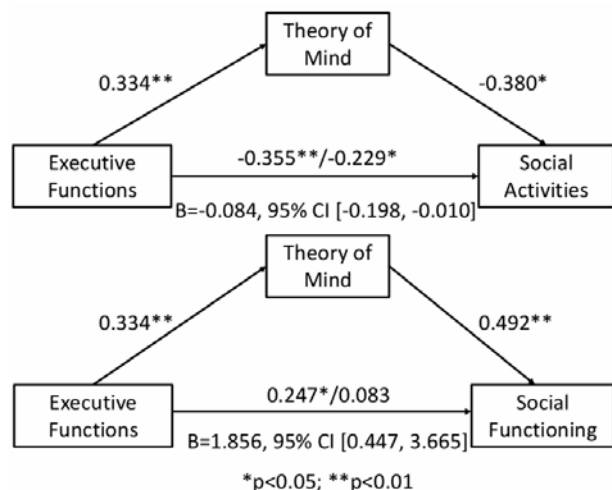 Theory of
Mind
0.334**
-0.380*
Executive
Functions
-0.355**/-0.229*
Social
Activities
B=-0.084, 95% CI [-0.198, -0.010]
Theory of
Mind
0.334**
0.492**
Executive
Functions
0.247*/0.083
Social
Functioning
B=1.856, 95% CI [0.447, 3.665]
*p<0.05; **p<0.01